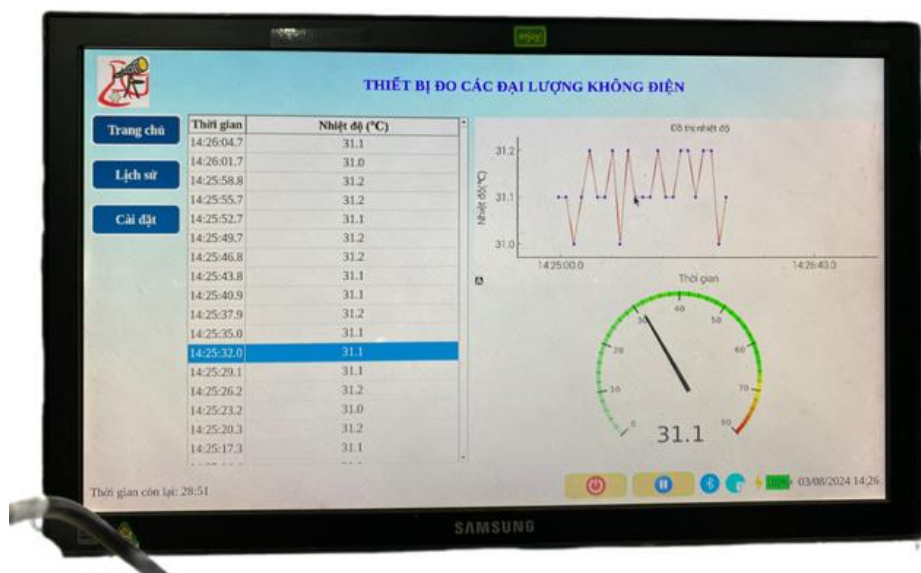 enjoy!
THIẾT BỊ ĐO CÁC ĐẠI LƯỢNG KHÔNG ĐIỆN
Trang chủ
Lịch sử
Cài đặt
Thời gian Nhiệt độ (°C)
14:26:04.7 31.1
14:26:01.7 31.0
14:25:58.8 31.2
14:25:55.7 31.2
14:25:52.7 31.1
14:25:49.7 31.2
14:25:46.8 31.2
14:25:43.8 31.1
14:25:40.9 31.1
14:25:37.9 31.2
14:25:35.0 31.1
14:25:32.0 31.1
14:25:29.1 31.1
14:25:26.2 31.2
14:25:23.2 31.0
14:25:20.3 31.2
14:25:17.3 31.1
Đồ thị nhiệt độ
Nhiệt độ(°C)
31.2
31.1
31.0
14:25:00.0 14:26:40.0
Thời gian
A
0 10 20 30 40 50 60 70 80
31.1
Thời gian còn lại: 28:51
100% 03/08/2024 14:26
SAMSUNG